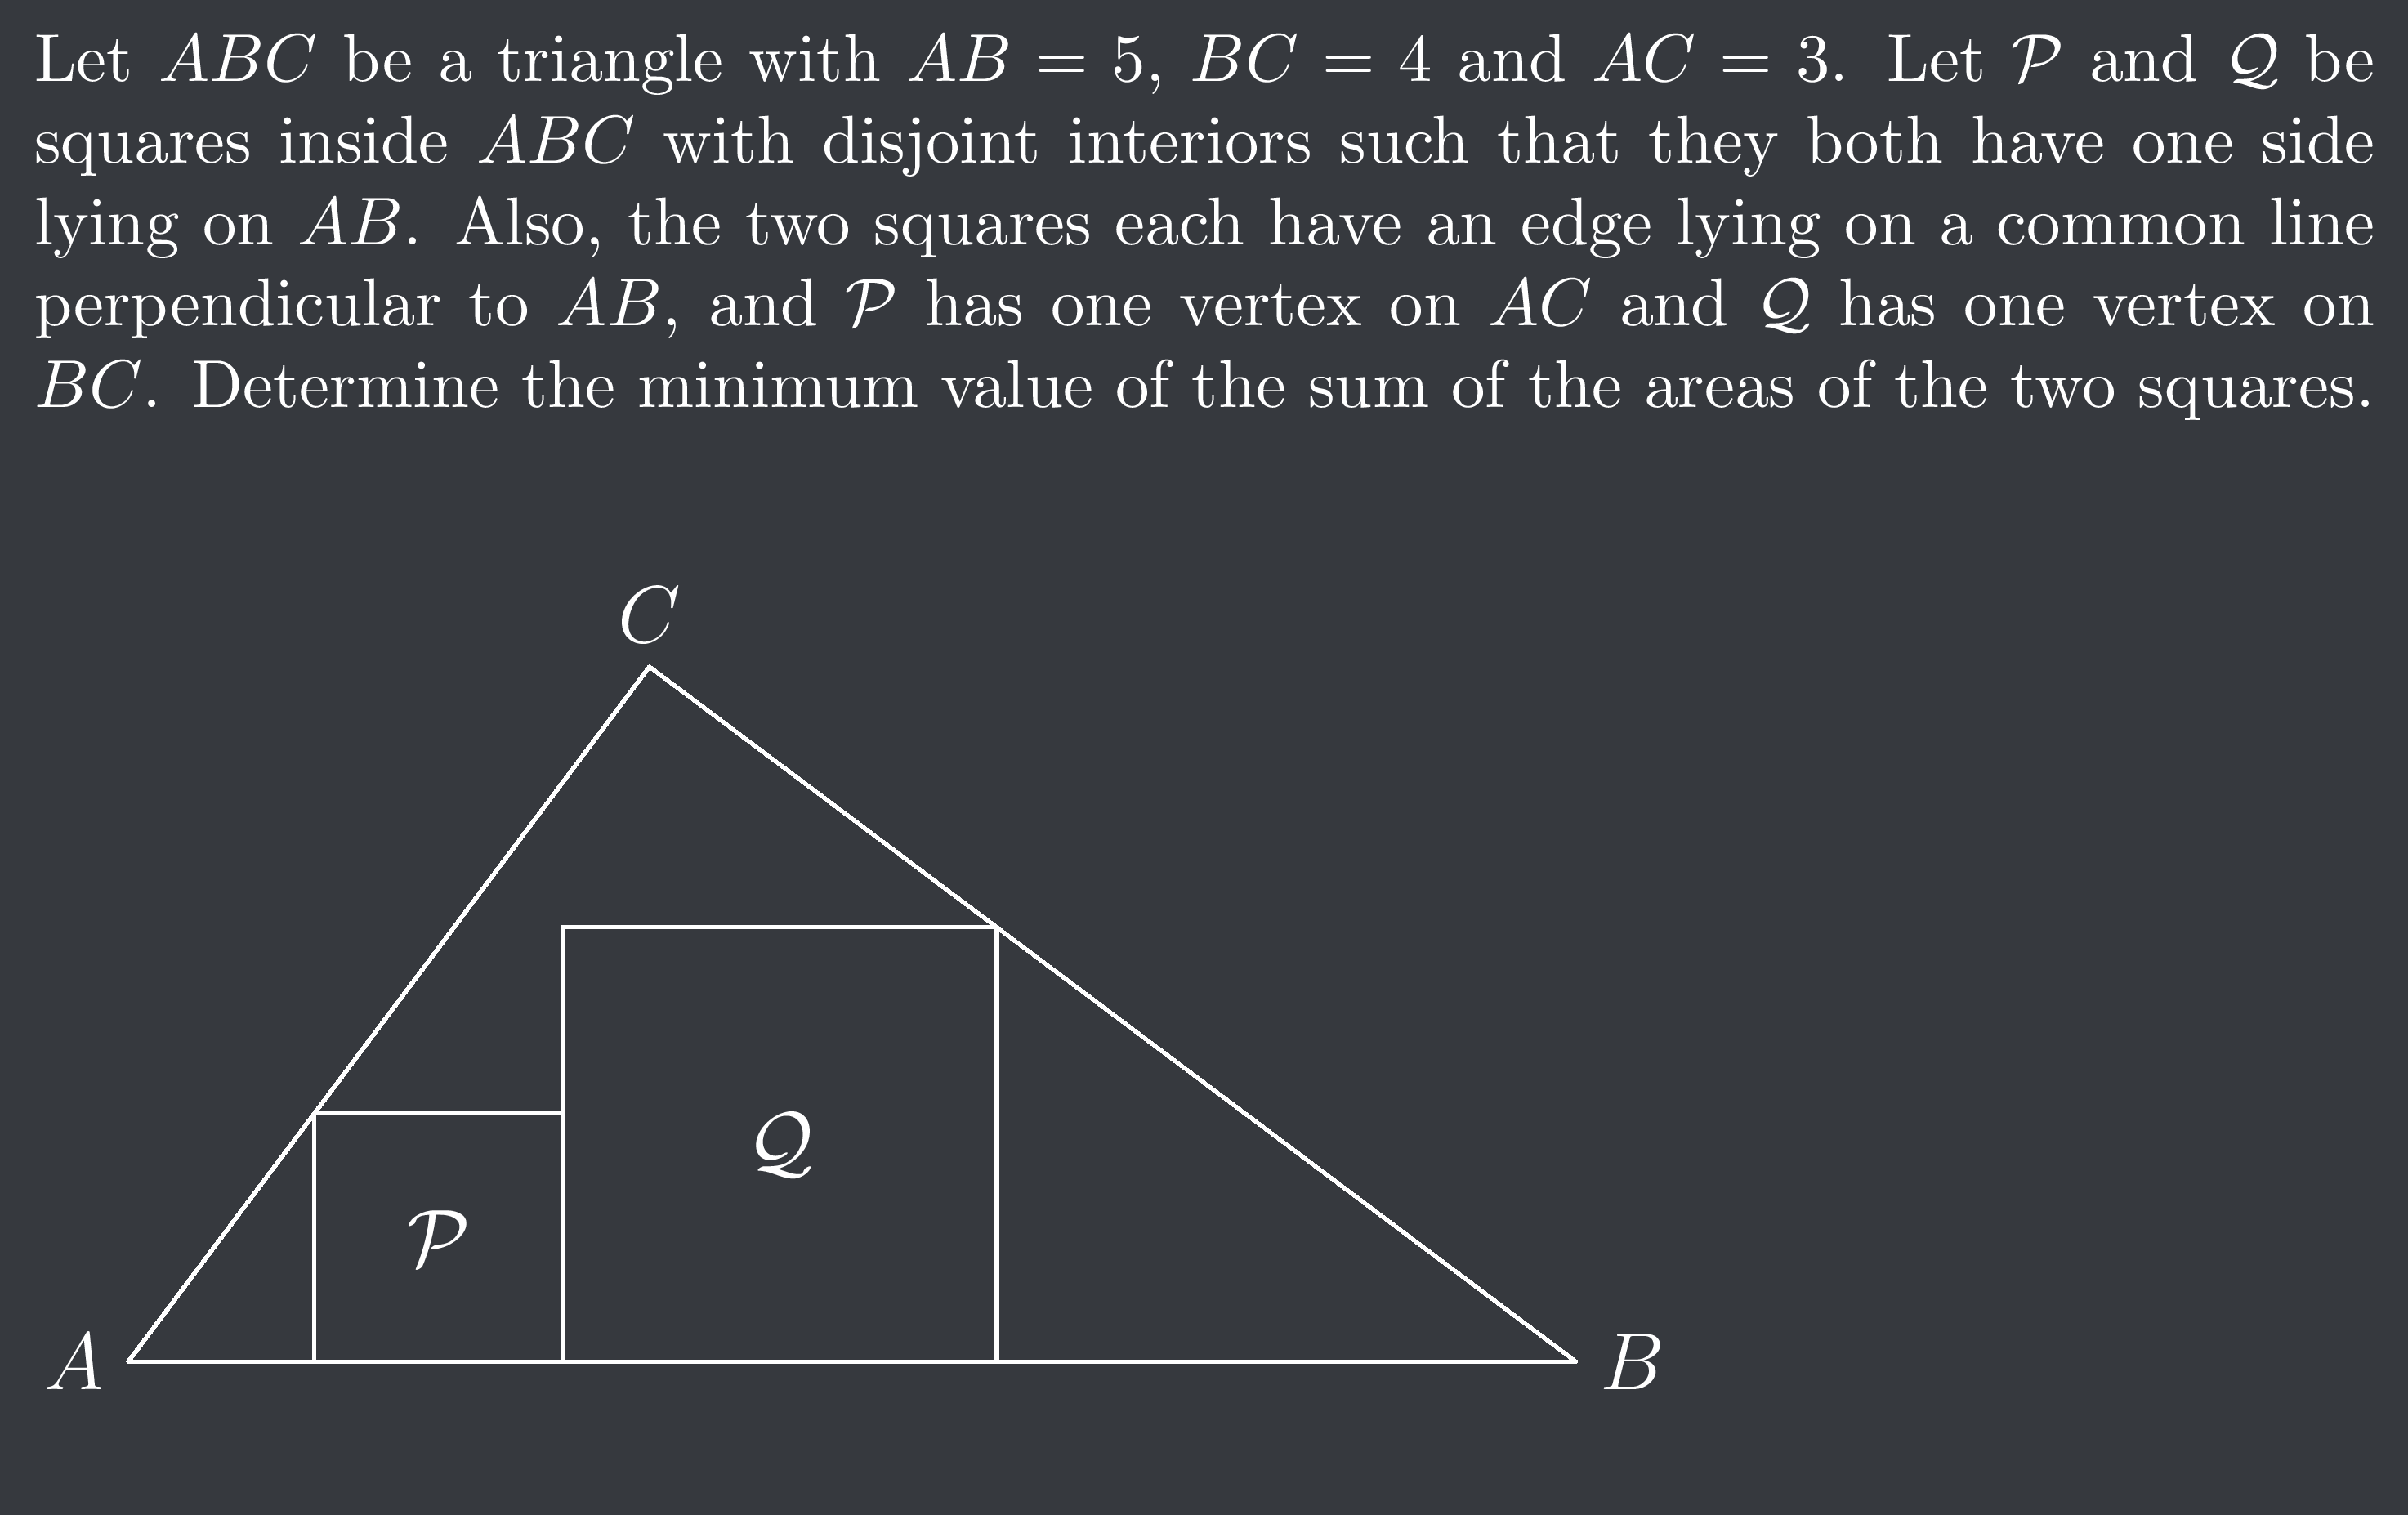 Let ABC be a triangle with AB = 5, BC = 4 and AC = 3. Let 𝒫 and 𝒬 be
squares inside ABC with disjoint interiors such that they both have one side
lying on AB. Also, the two squares each have an edge lying on a common line
perpendicular to AB, and 𝒫 has one vertex on AC and 𝒬 has one vertex on
BC. Determine the minimum value of the sum of the areas of the two squares.
C
𝒬
𝒫
A
B